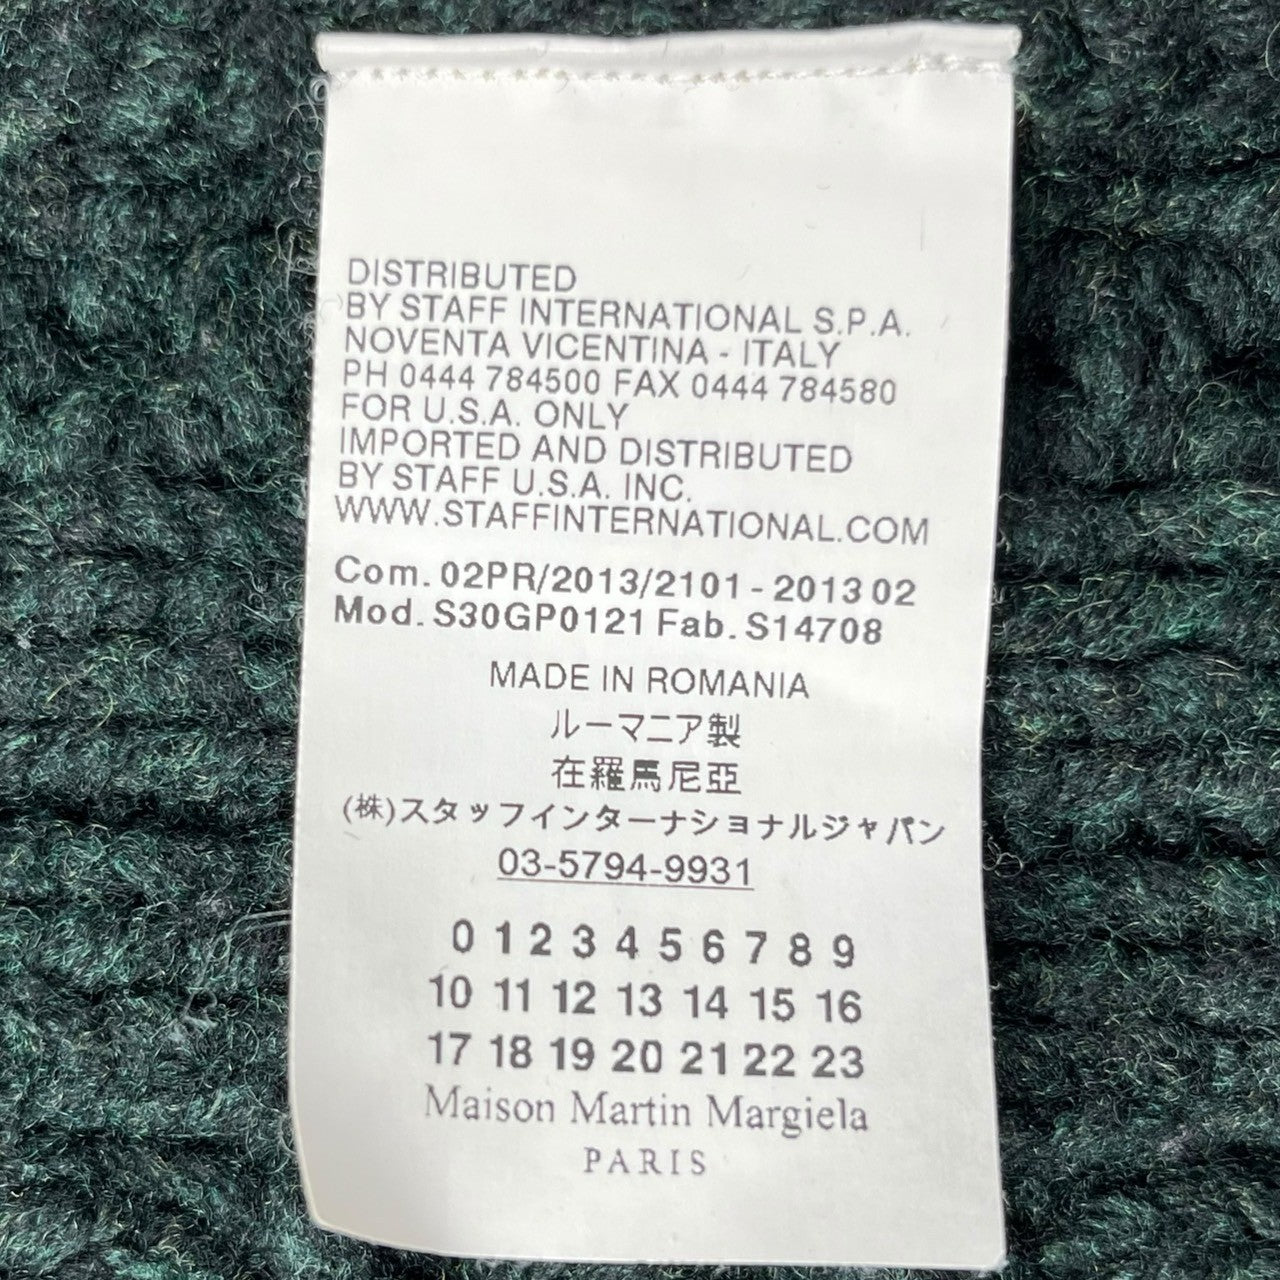 DISTRIBUTED
BY STAFF INTERNATIONAL S.P.A.
NOVENTA VICENTINA - ITALY
PH 0444 784500 FAX 0444 784580
FOR U.S.A. ONLY
IMPORTED AND DISTRIBUTED
BY STAFF U.S.A. INC.
WWW.STAFFINTERNATIONAL.COM
Com. 02PR/2013/2101 - 2013 02
Mod. S30GP0121 Fab. S14708
MADE IN ROMANIA
ルーマニア製
在羅馬尼亞
(株)スタッフインターナショナルジャパン
03-5794-9931
0 1 2 3 4 5 6 7 8 9
10 11 12 13 14 15 16
17 18 19 20 21 22 23
Maison Martin Margiela
PARIS